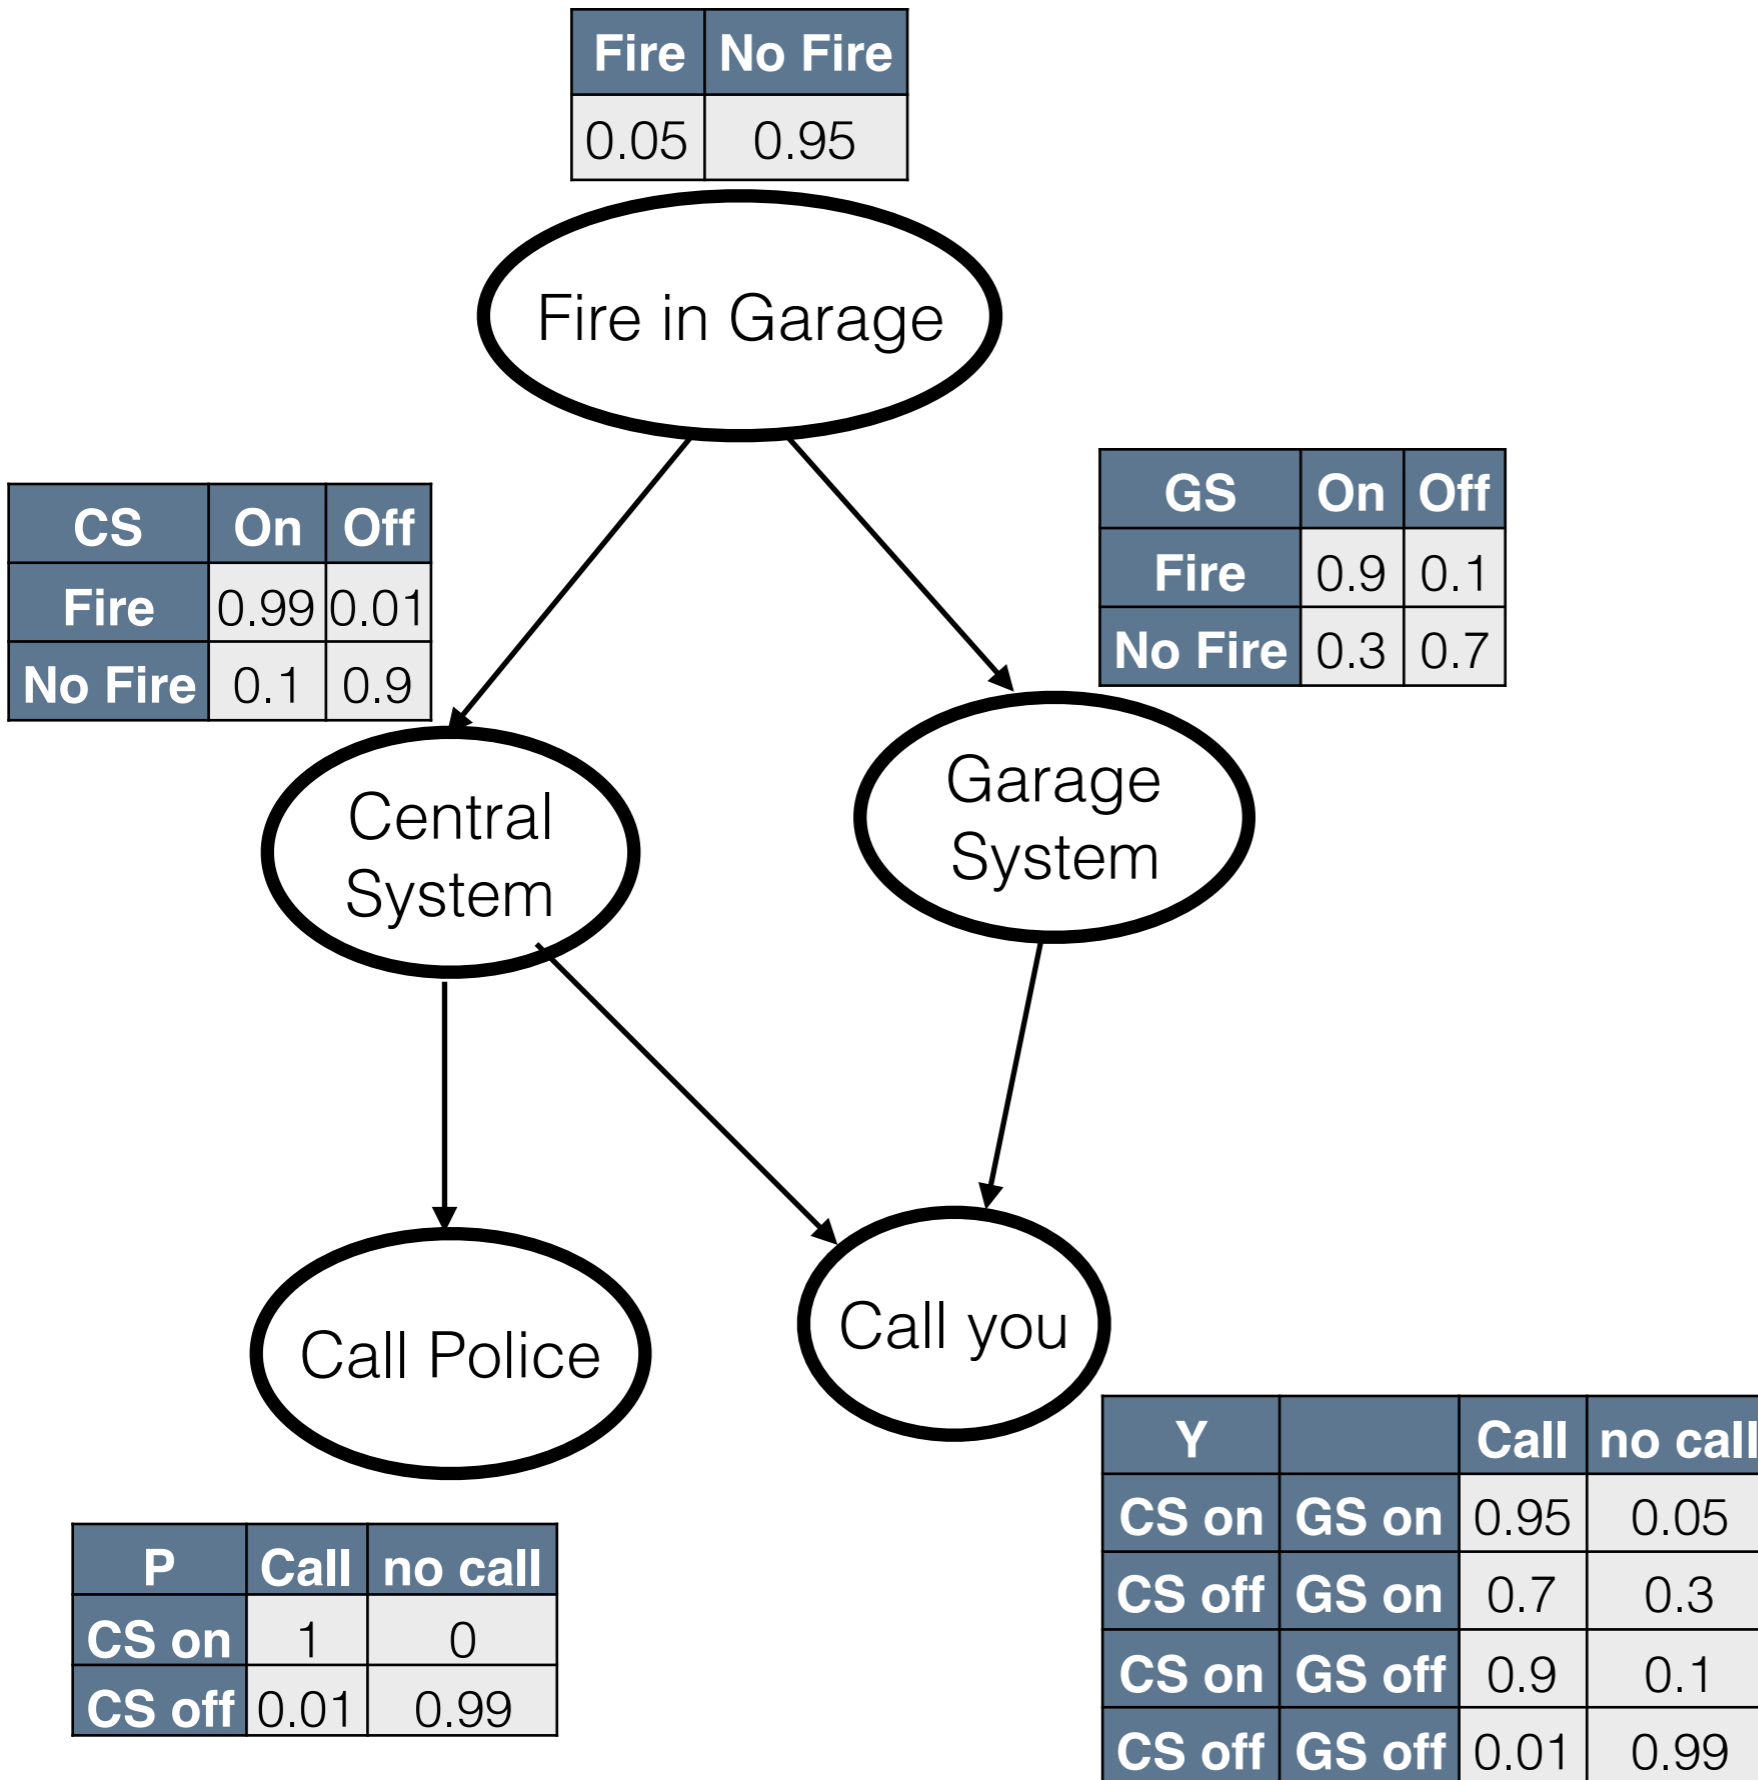 Fire No Fire
0.05 0.95
Fire in Garage
CS On Off
Fire 0.99 0.01
No Fire 0.1 0.9
GS On Off
Fire 0.9 0.1
No Fire 0.3 0.7
Central
System
Garage
System
Call Police
Call you
P Call no call
CS on 1 0
CS off 0.01 0.99
Y Call no call
CS on GS on 0.95 0.05
CS off GS on 0.7 0.3
CS on GS off 0.9 0.1
CS off GS off 0.01 0.99